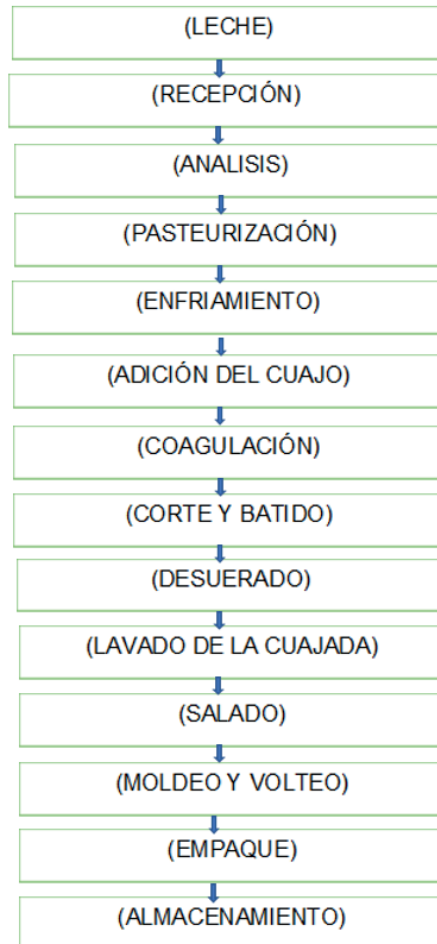 (LECHE)
(RECEPCIÓN)
(ANALISIS)
(PASTEURIZACIÓN)
(ENFRIAMIENTO)
(ADICIÓN DEL CUAJO)
(COAGULACIÓN)
(CORTE Y BATIDO)
(DESUERADO)
(LAVADO DE LA CUAJADA)
(SALADO)
(MOLDEO Y VOLTEO)
(EMPAQUE)
(ALMACENAMIENTO)